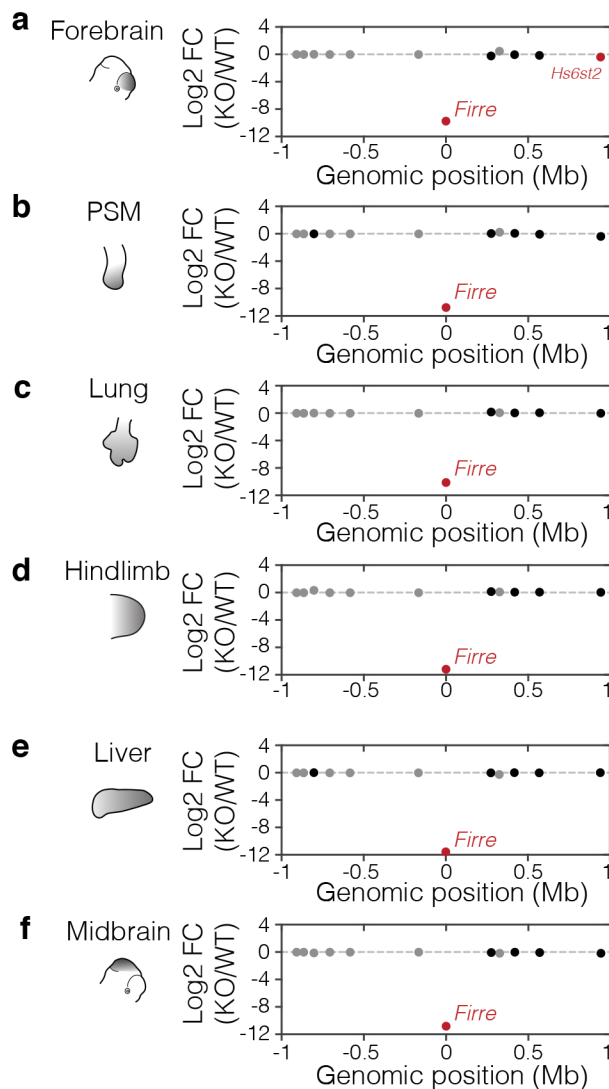 a
Forebrain
Log2 FC
(KO/WT)
4
0
-4
-8
-12
Hs6st2
Firre
-1
-0.5
0
0.5
1
Genomic position (Mb)
b
PSM
Log2 FC
(KO/WT)
4
0
-4
-8
-12
Firre
-1
-0.5
0
0.5
1
Genomic position (Mb)
c
Lung
Log2 FC
(KO/WT)
4
0
-4
-8
-12
Firre
-1
-0.5
0
0.5
1
Genomic position (Mb)
d
Hindlimb
Log2 FC
(KO/WT)
4
0
-4
-8
-12
Firre
-1
-0.5
0
0.5
1
Genomic position (Mb)
e
Liver
Log2 FC
(KO/WT)
4
0
-4
-8
-12
Firre
-1
-0.5
0
0.5
1
Genomic position (Mb)
f
Midbrain
Log2 FC
(KO/WT)
4
0
-4
-8
-12
Firre
-1
-0.5
0
0.5
1
Genomic position (Mb)